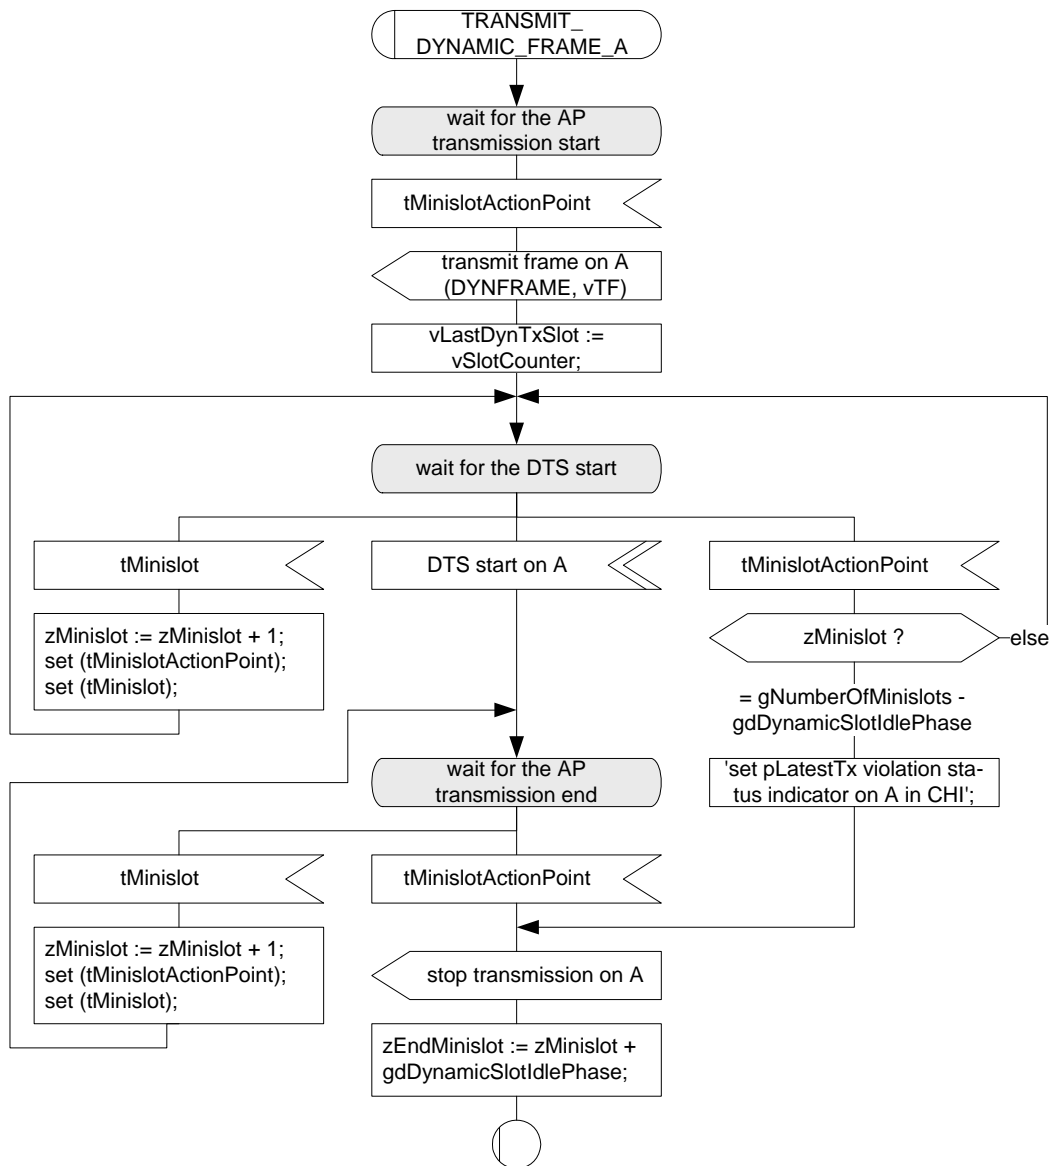 TRANSMIT_
DYNAMIC_FRAME_A
wait for the AP
transmission start
tMinislotActionPoint
transmit frame on A
(DYNFRAME, vTF)
vLastDynTxSlot :=
vSlotCounter;
wait for the DTS start
tMinislot
zMinislot := zMinislot + 1;
set (tMinislotActionPoint);
set (tMinislot);
DTS start on A
tMinislotActionPoint
zMinislot ?
else
= gNumberOfMinislots -
gdDynamicSlotIdlePhase
'set pLatestTx violation sta-
tus indicator on A in CHI';
wait for the AP
transmission end
tMinislot
zMinislot := zMinislot + 1;
set (tMinislotActionPoint);
set (tMinislot);
tMinislotActionPoint
stop transmission on A
zEndMinislot := zMinislot +
gdDynamicSlotIdlePhase;